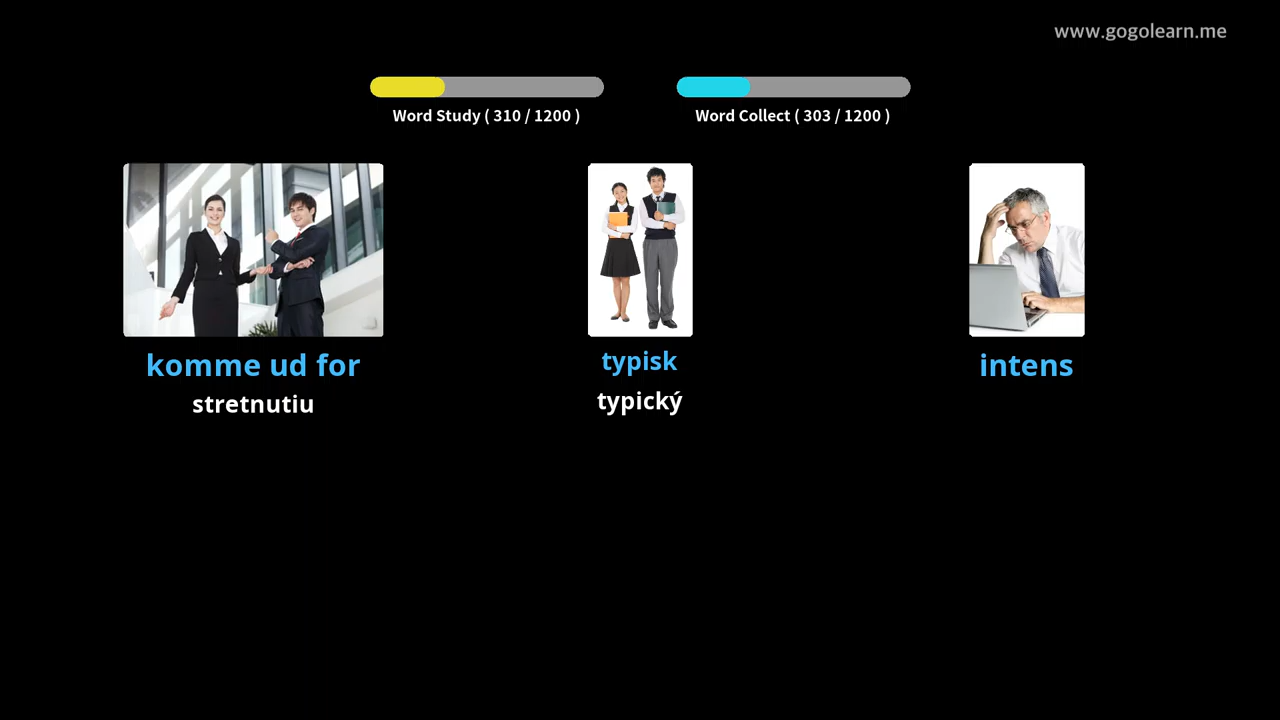 www.gogolearn.me
Word Study ( 310 / 1200 )
Word Collect ( 303 / 1200 )
komme ud for
stretnutiu
typisk
typický
intens